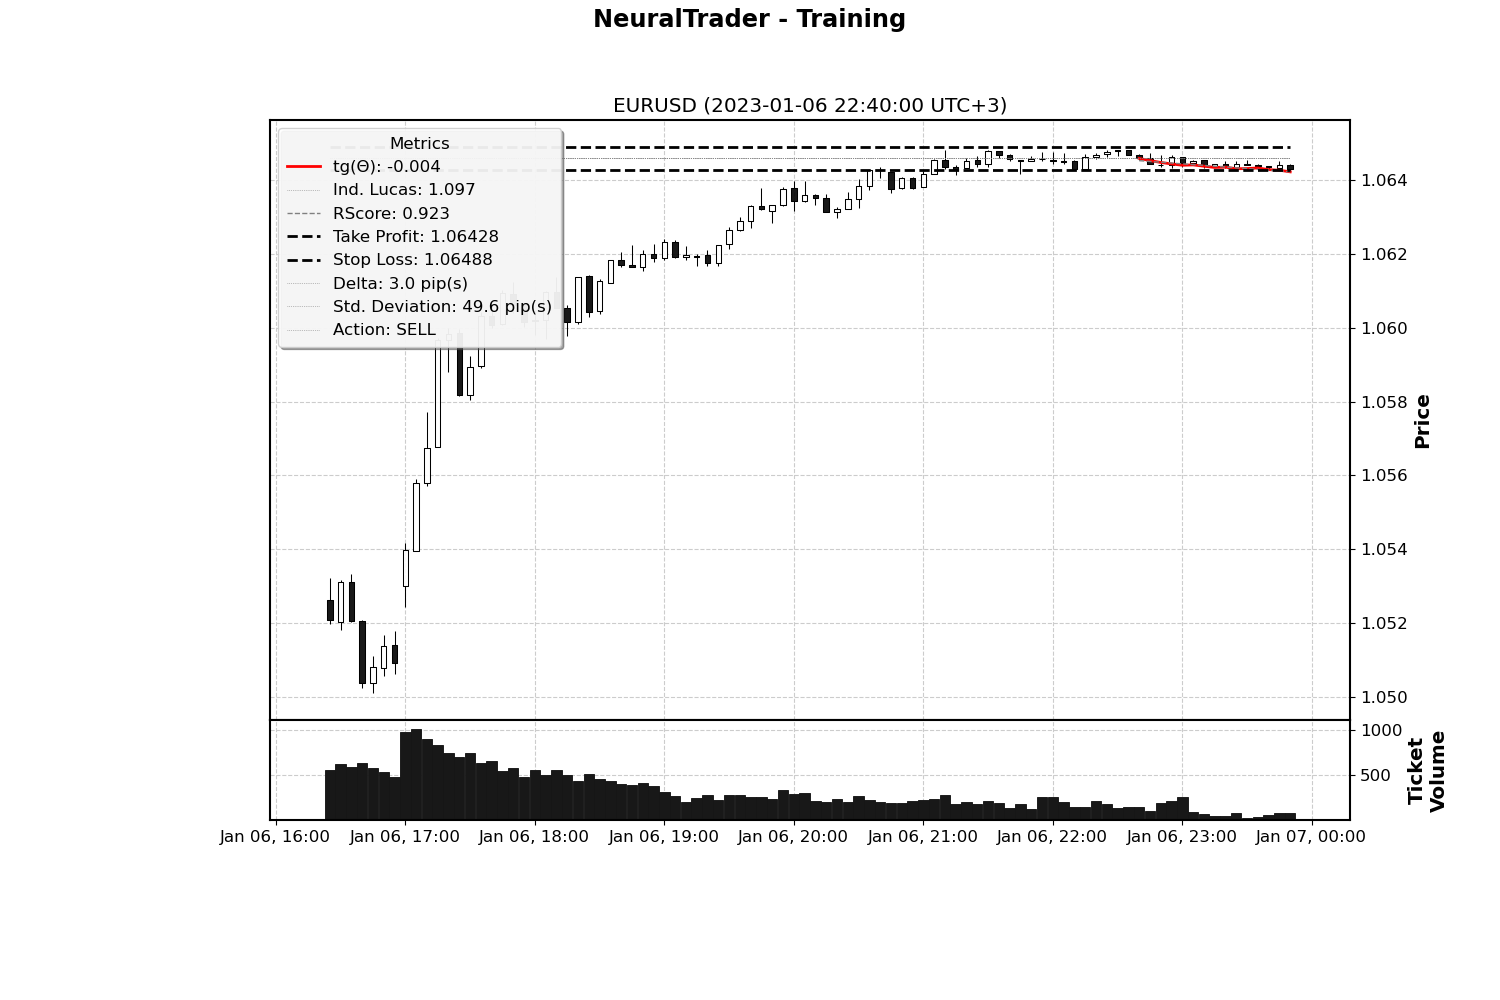 NeuralTrader - Training
EURUSD (2023-01-06 22:40:00 UTC+3)
Metrics
tg(Θ): -0.004
Ind. Lucas: 1.097
RScore: 0.923
Take Profit: 1.06428
Stop Loss: 1.06488
Delta: 3.0 pip(s)
Std. Deviation: 49.6 pip(s)
Action: SELL
1.064
1.062
1.060
1.058
1.056
1.054
1.052
1.050
Price
1000
500
Ticket
Volume
Jan 06, 16:00 Jan 06, 17:00 Jan 06, 18:00 Jan 06, 19:00 Jan 06, 20:00 Jan 06, 21:00 Jan 06, 22:00 Jan 06, 23:00 Jan 07, 00:00